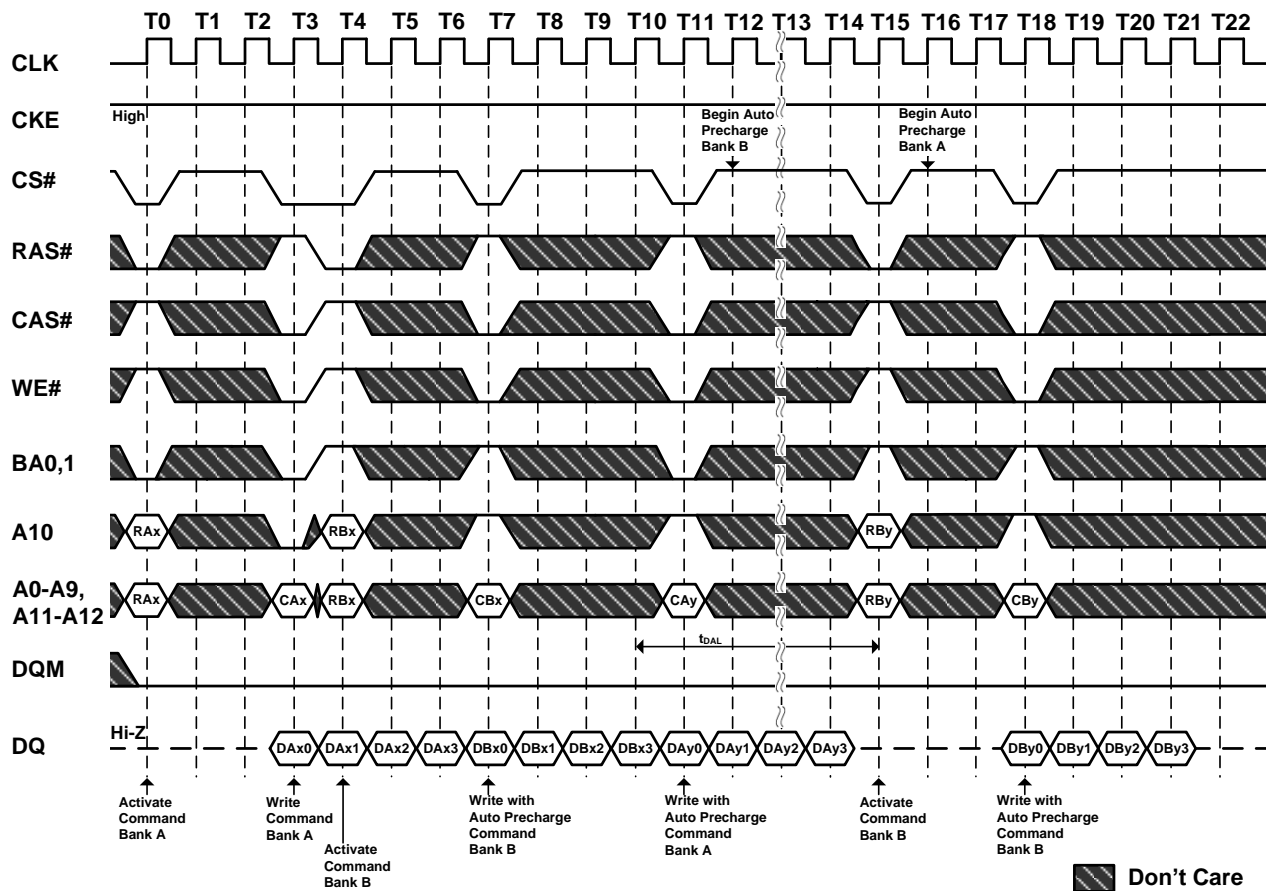 T0 T1 T2 T3 T4 T5 T6 T7 T8 T9 T10 T11 T12 T13 T14 T15 T16 T17 T18 T19 T20 T21 T22
CLK
CKE
High
Begin Auto
Precharge
Bank B
Begin Auto
Precharge
Bank A
CS#
RAS#
CAS#
WE#
BA0,1
A10
RAx RBx RBy
A0-A9,
A11-A12
RAx CAx RBx CBx CAy RBy CBy
tDAL
DQM
DQ
Hi-Z
DAx0 DAx1 DAx2 DAx3 DBx0 DBx1 DBx2 DBx3 DAy0 DAy1 DAy2 DAy3 DBy0 DBy1 DBy2 DBy3
Activate
Command
Bank A
Write
Command
Bank A
Activate
Command
Bank B
Write with
Auto Precharge
Command
Bank B
Write with
Auto Precharge
Command
Bank A
Activate
Command
Bank B
Write with
Auto Precharge
Command
Bank B
Don't Care